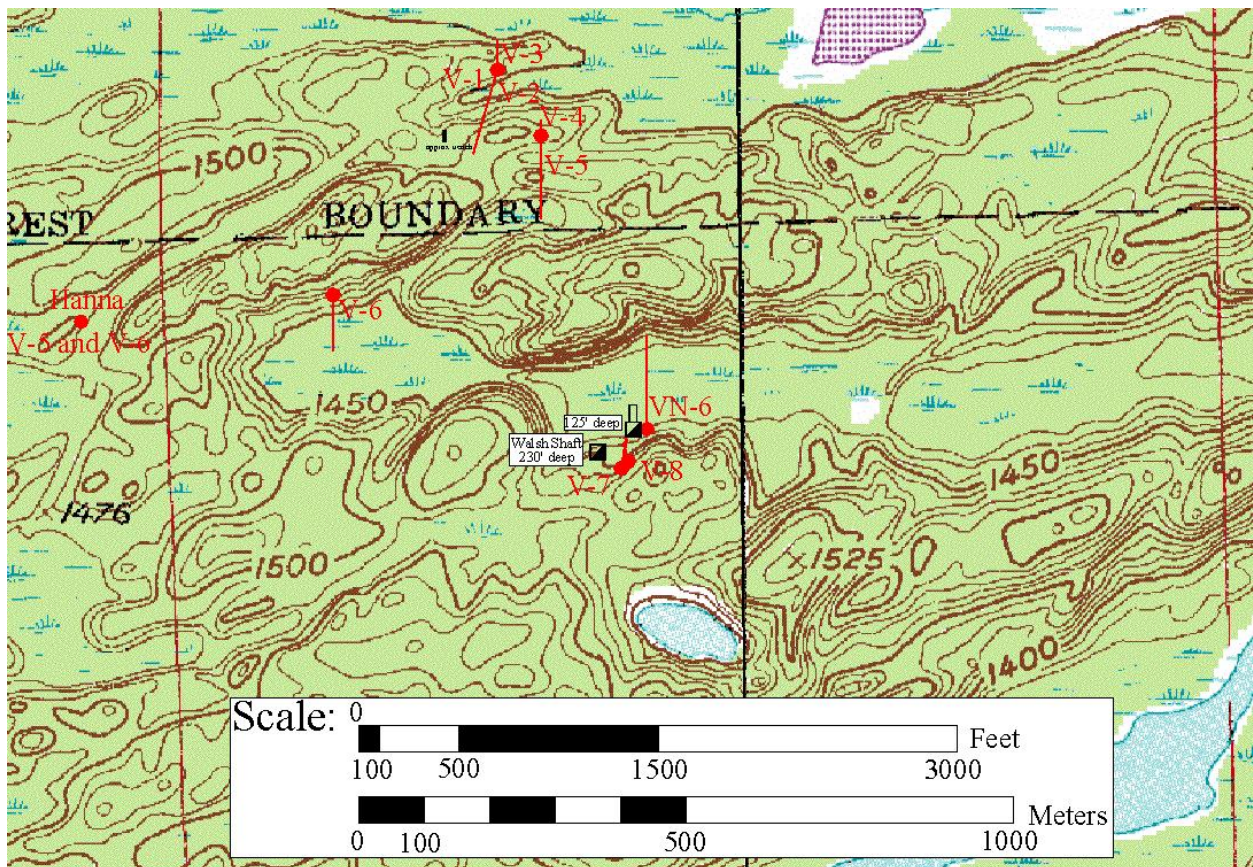 V-3
V-1
V-2
V-4
V-5
1500
REST BOUNDARY
Hanna
V-5 and V-6
V-6
1450
VN-6
125' deep
Walsh Shaft
230' deep
V-8
V-7
1450
1476
1500
1525
1400
Scale:
0
Feet
100 500 1500 3000
Meters
0 100 500 1000